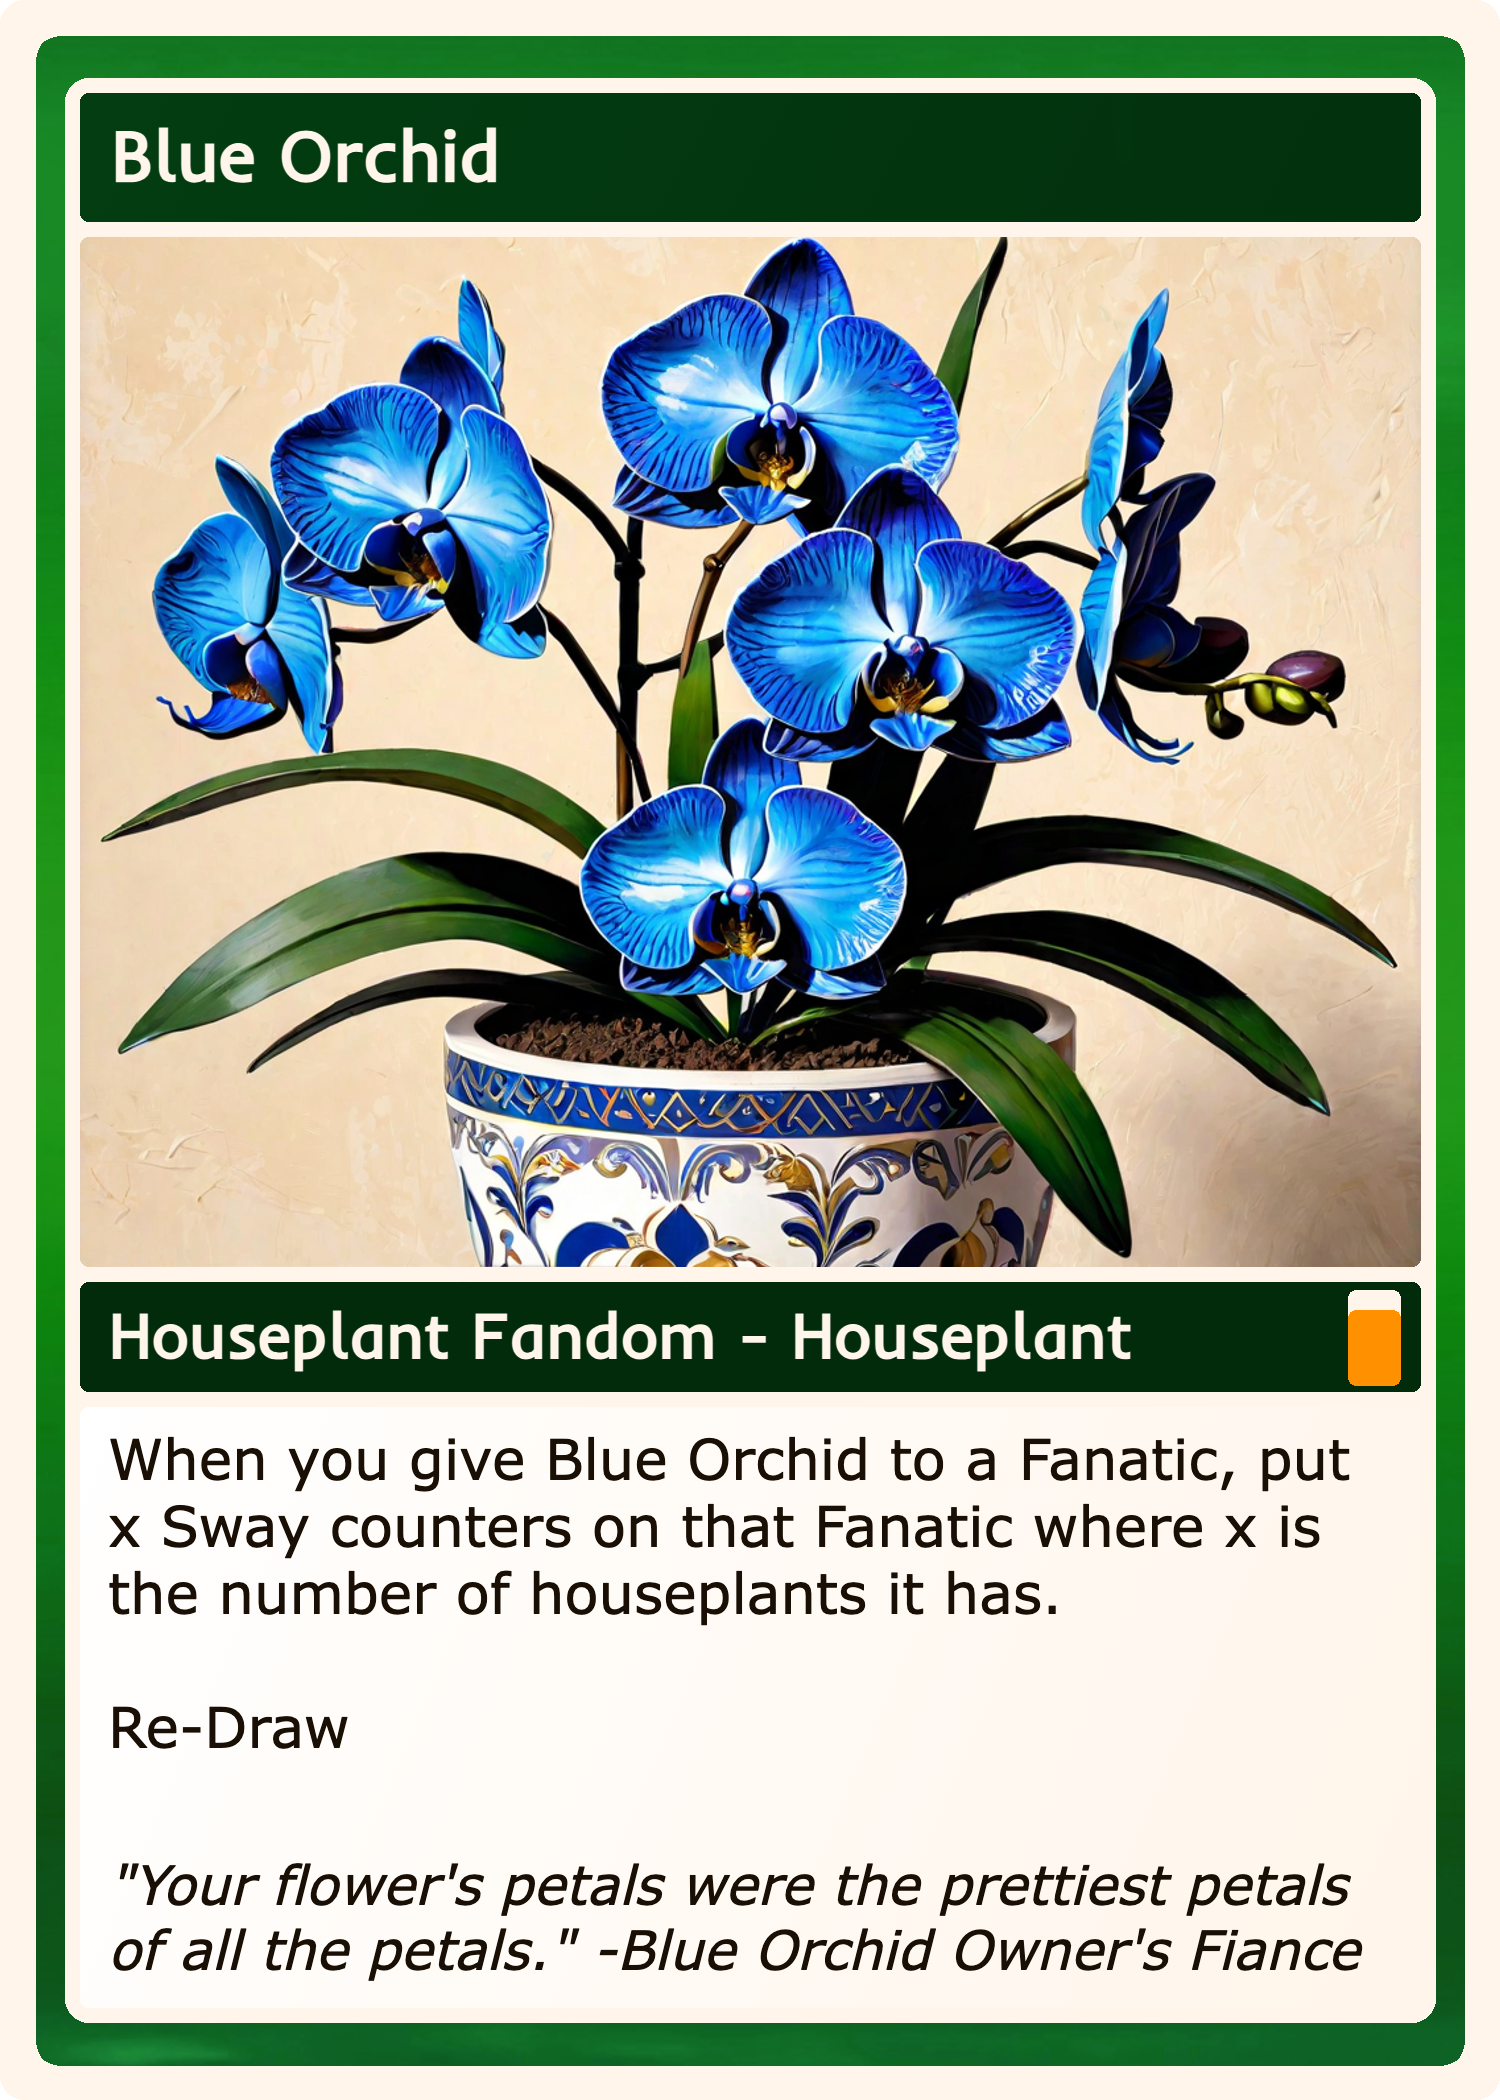 Blue Orchid
Houseplant Fandom - Houseplant
When you give Blue Orchid to a Fanatic, put
x Sway counters on that Fanatic where x is
the number of houseplants it has.
Re-Draw
"Your flower's petals were the prettiest petals
of all the petals." -Blue Orchid Owner's Fiance